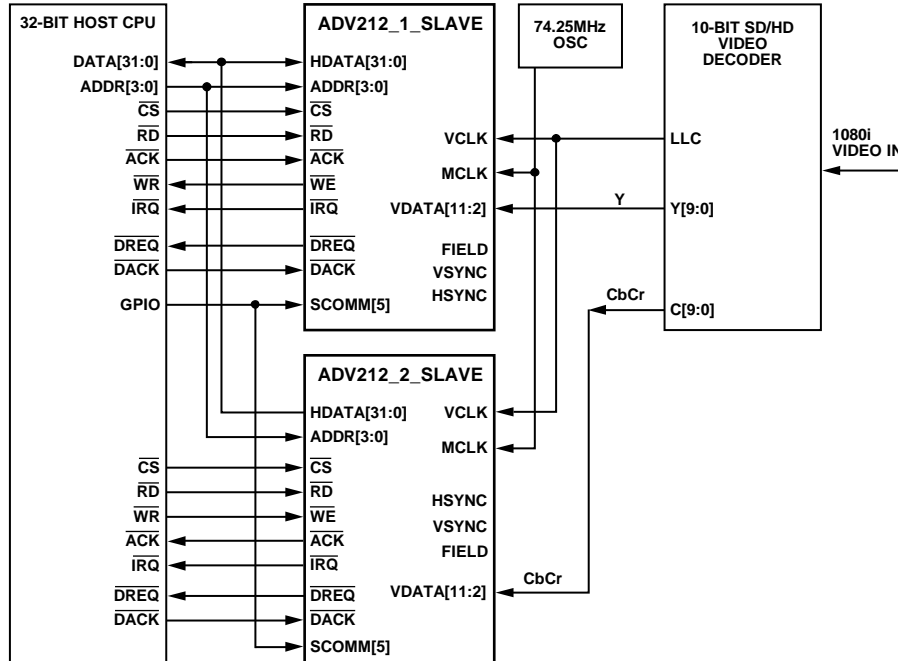 32-BIT HOST CPU
DATA[31:0]
ADDR[3:0]
CS
RD
ACK
WR
IRQ
DREQ
DACK
GPIO
CS
RD
WR
ACK
IRQ
DREQ
DACK
ADV212_1_SLAVE
HDATA[31:0]
ADDR[3:0]
CS
RD
ACK
WE
IRQ
DREQ
DACK
SCOMM[5]
VCLK
MCLK
VDATA[11:2]
FIELD
VSYNC
HSYNC
ADV212_2_SLAVE
HDATA[31:0]
ADDR[3:0]
CS
RD
WE
ACK
IRQ
DREQ
DACK
SCOMM[5]
VCLK
MCLK
HSYNC
VSYNC
FIELD
VDATA[11:2]
74.25MHz
OSC
Y
CbCr
CbCr
10-BIT SD/HD
VIDEO
DECODER
LLC
Y[9:0]
C[9:0]
1080i
VIDEO IN